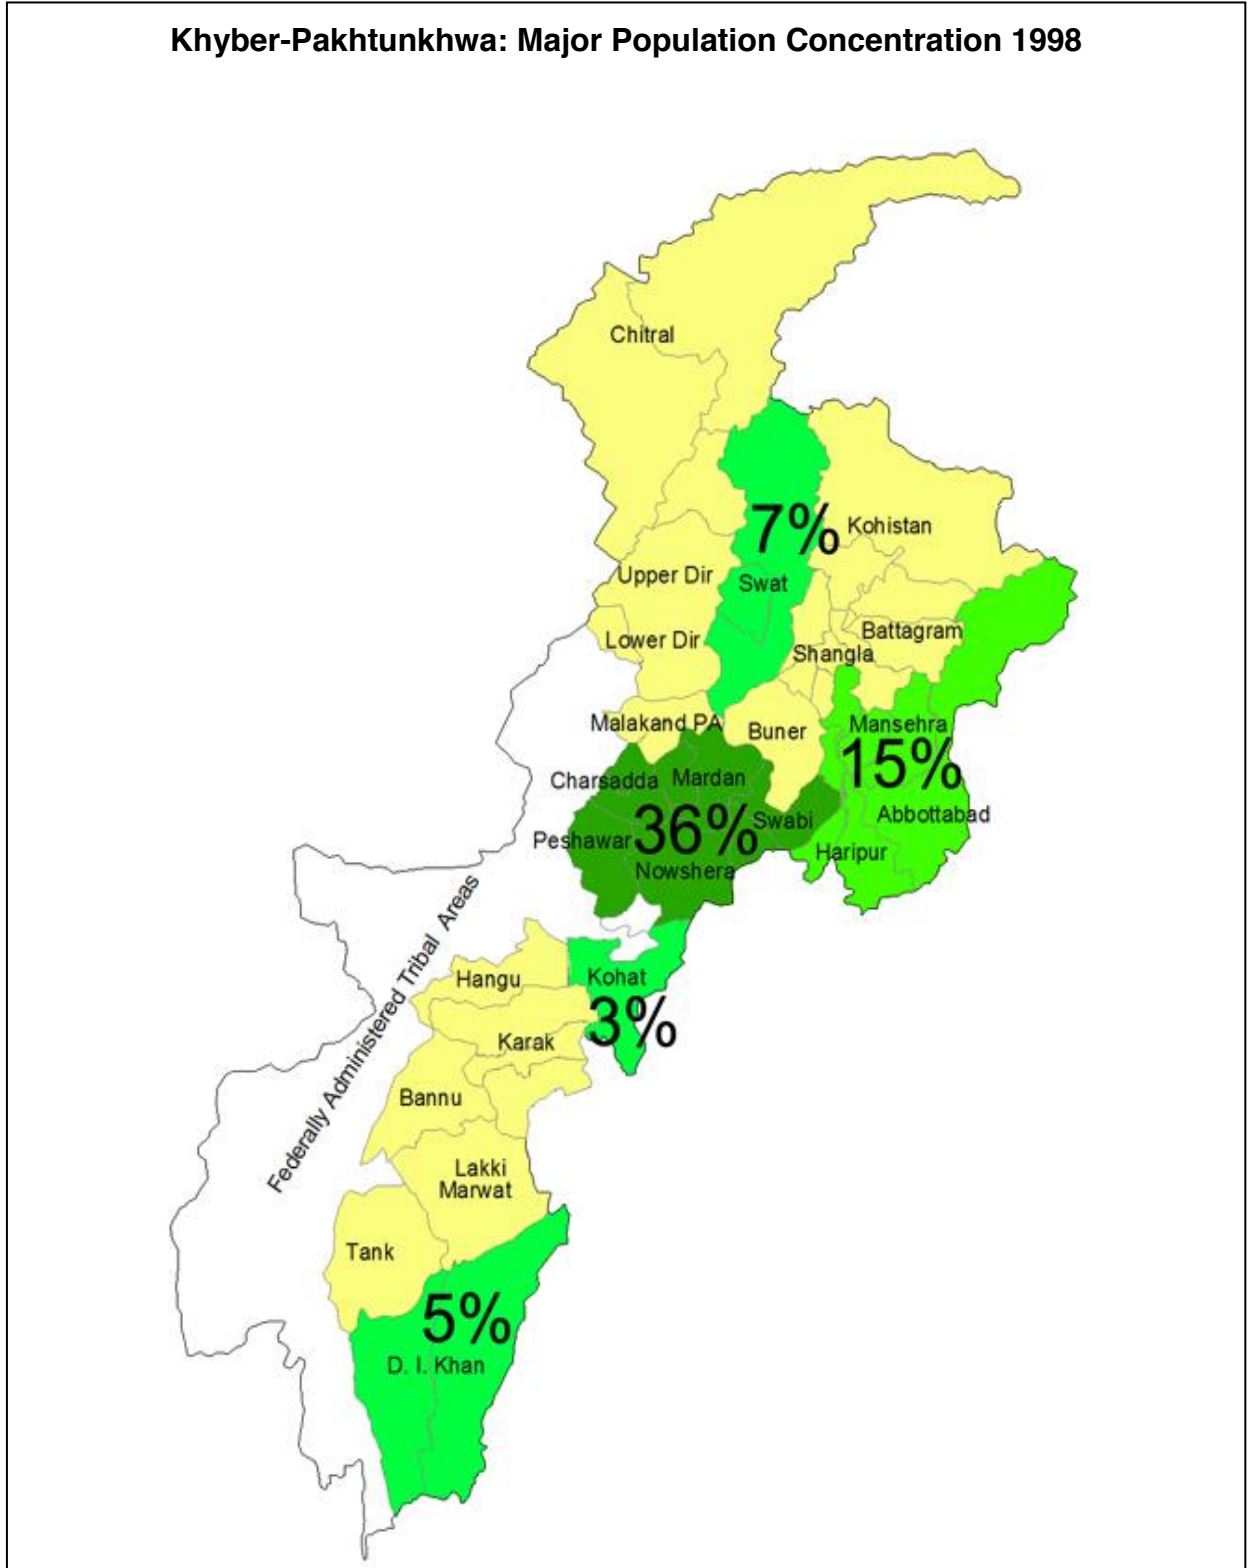 Khyber-Pakhtunkhwa: Major Population Concentration 1998
Chitral
7%
Kohistan
Upper Dir
Swat
Battagram
Lower Dir
Shangla
Malakand PA
Buner
Mansehra
15%
Charsadda
Mardan
Abbottabad
36%
Swabi
Peshawar
Haripur
Nowshera
Federally Administered Tribal Areas
Hangu
Kohat
3%
Karak
Bannu
Lakki
Marwat
Tank
5%
D. I. Khan